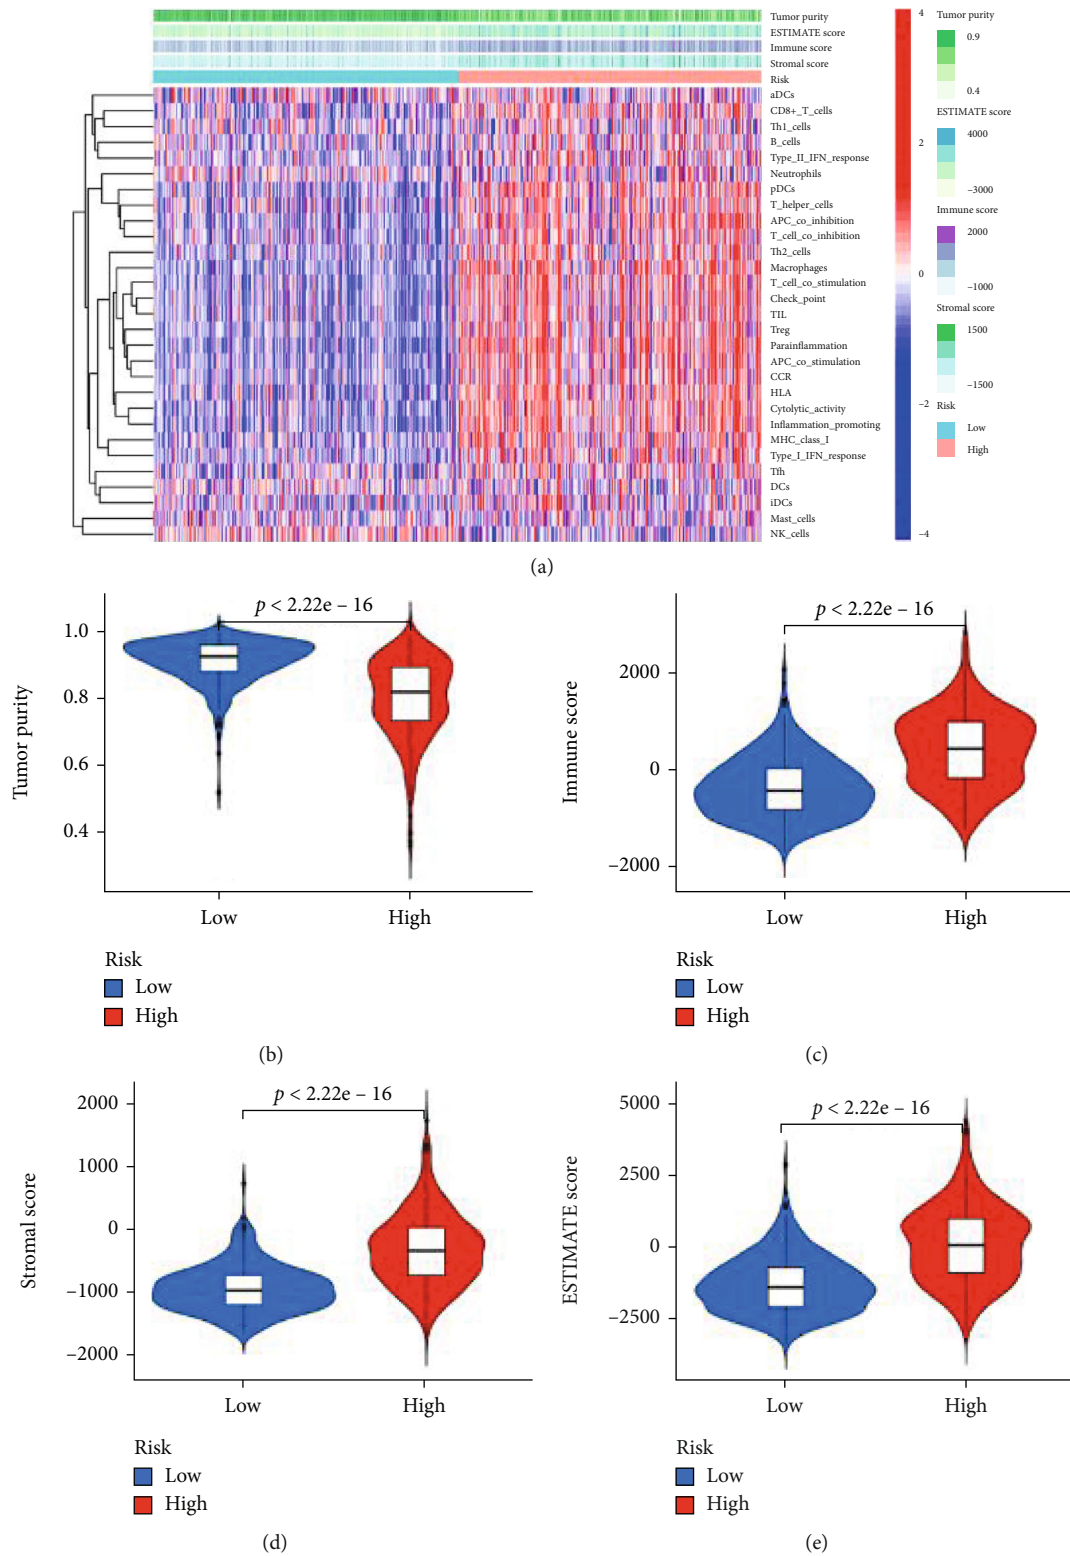 Tumor purity
ESTIMATE score
Immune score
Stromal score
Risk
aDCs
CD8+_T_cells
Th1_cells
B_cells
Type_II_IFN_response
Neutrophils
pDCs
T_helper_cells
APC_co_inhibition
T_cell_co_inhibition
Th2_cells
Macrophages
T_cell_co_stimulation
Check_point
TIL
Treg
Parainflammation
APC_co_stimulation
CCR
HLA
Cytolytic_activity
Inflammation_promoting
MHC_class_I
Type_I_IFN_response
Tfh
DCs
iDCs
Mast_cells
NK_cells
4
2
0
−2
−4
Tumor purity
0.9
0.4
ESTIMATE score
4000
−3000
Immune score
2000
−1000
Stromal score
1500
−1500
Risk
Low
High
(a)
p < 2.22e − 16
1.0
0.8
0.6
0.4
Tumor purity
Low High
Risk
Low
High
(b)
p < 2.22e − 16
2000
0
−2000
Immune score
Low High
Risk
Low
High
(c)
p < 2.22e − 16
2000
1000
0
−1000
−2000
Stromal score
Low High
Risk
Low
High
(d)
p < 2.22e − 16
5000
2500
0
−2500
ESTIMATE score
Low High
Risk
Low
High
(e)